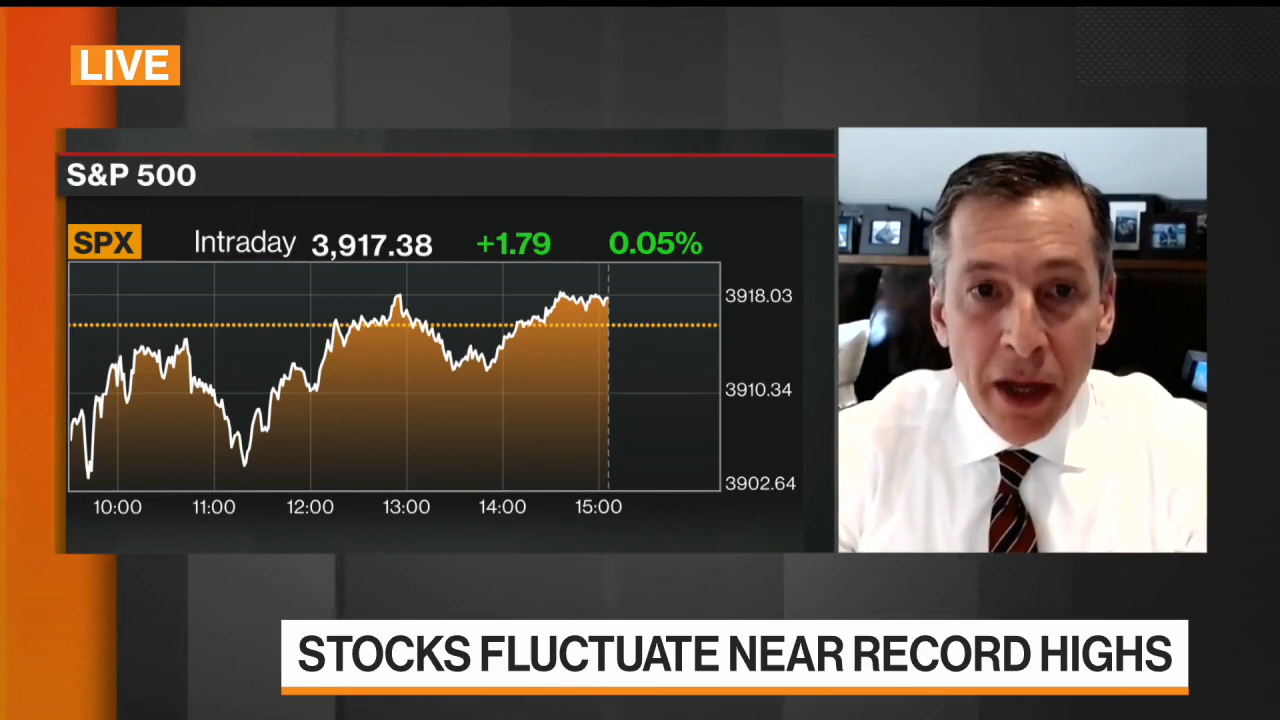 LIVE
S&P 500
SPX Intraday 3,917.38 +1.79 0.05%
3918.03
3910.34
3902.64
10:00 11:00 12:00 13:00 14:00 15:00
STOCKS FLUCTUATE NEAR RECORD HIGHS